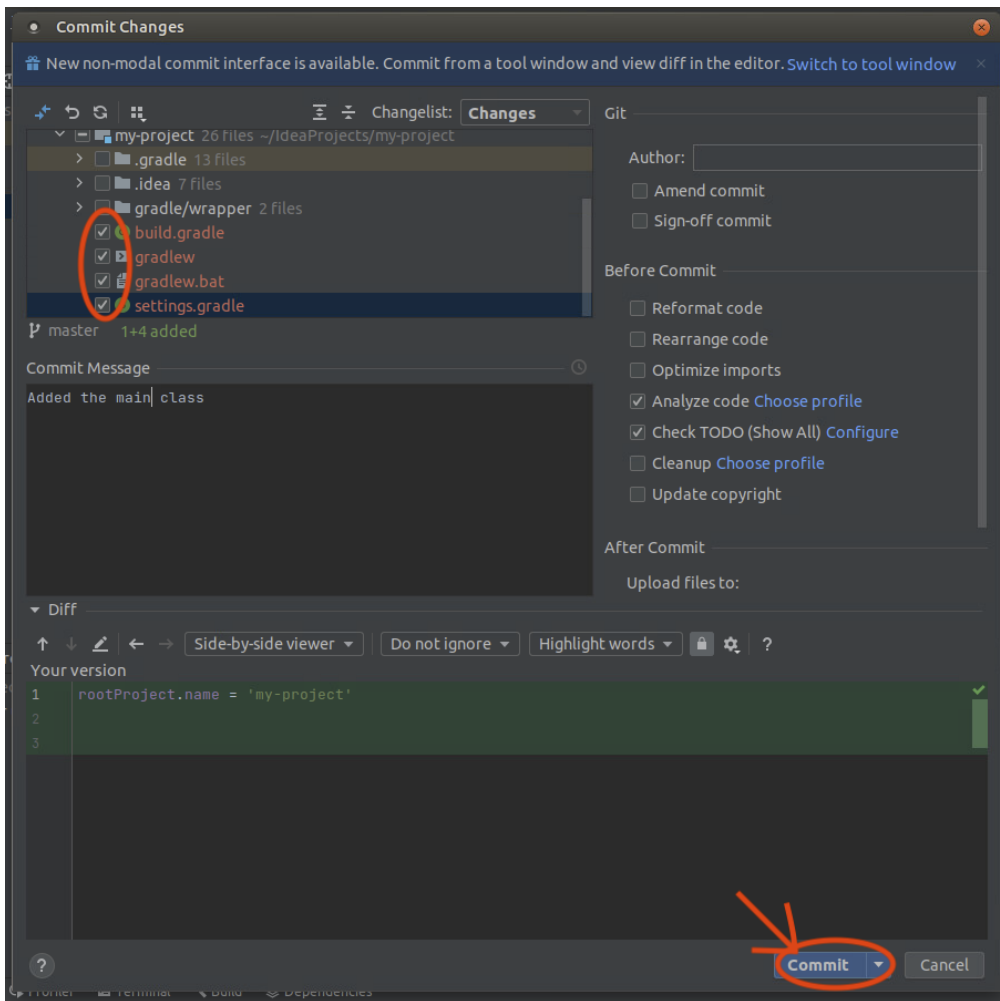 Commit Changes
New non-modal commit interface is available. Commit from a tool window and view diff in the editor. Switch to tool window
Changelist: Changes
my-project 26 files ~/IdeaProjects/my-project
.gradle 13 files
.idea 7 files
gradle/wrapper 2 files
build.gradle
gradlew
gradlew.bat
settings.gradle
master 1+4 added
Commit Message
Added the main class
Git
Author:
Amend commit
Sign-off commit
Before Commit
Reformat code
Rearrange code
Optimize imports
Analyze code Choose profile
Check TODO (Show All) Configure
Cleanup Choose profile
Update copyright
After Commit
Upload files to:
Diff
Side-by-side viewer Do not ignore Highlight words ?
Your version
1 rootProject.name = 'my-project'
2
3
? Commit Cancel
Profiler Terminal Build Dependencies